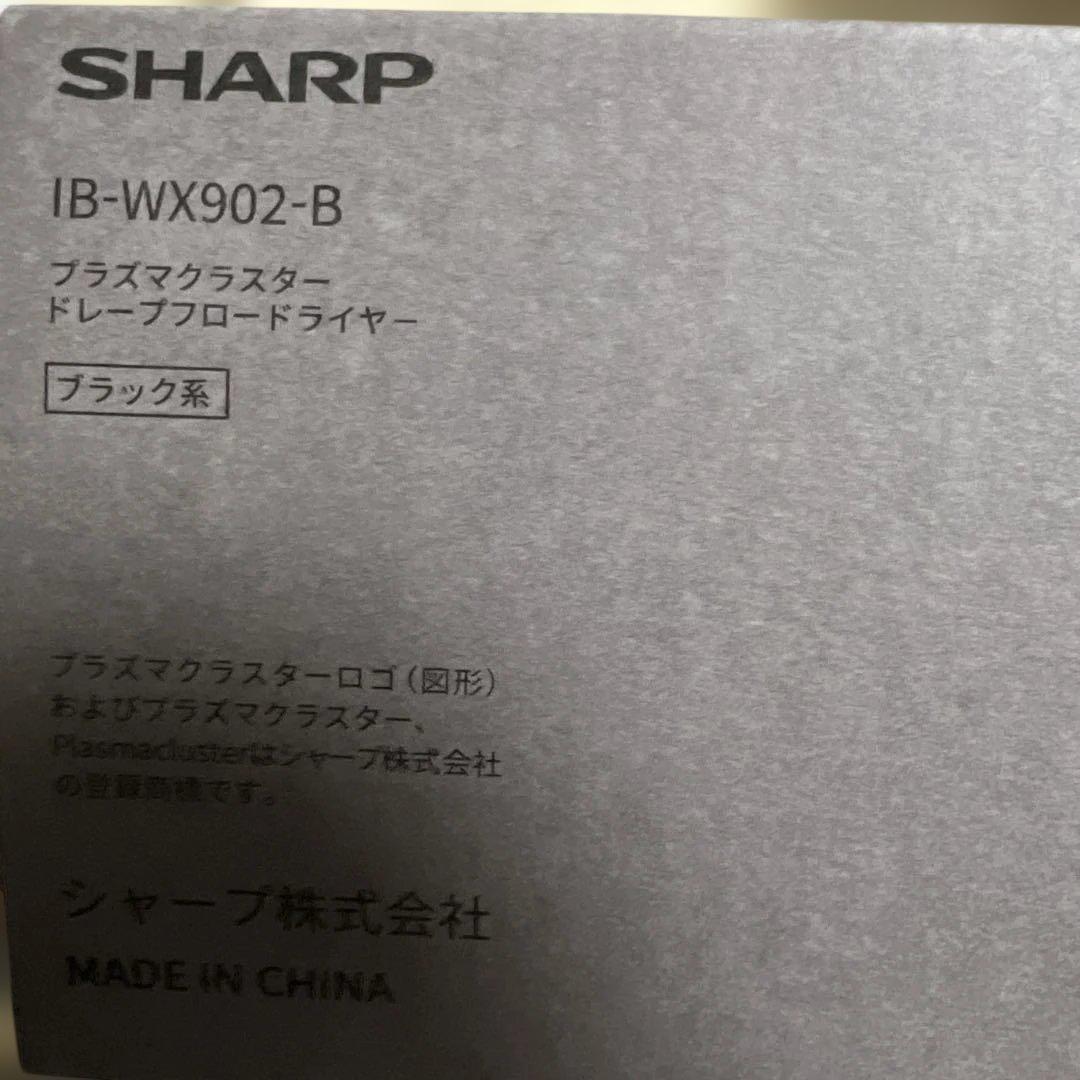 SHARP
IB-WX902-B
プラズマクラスター
ドレープフロードライヤー
ブラック系
プラズマクラスターロゴ（図形）
およびプラズマクラスター、
Plasmaclusterはシャープ株式会社
の登録商標です。
シャープ株式会社
MADE IN CHINA